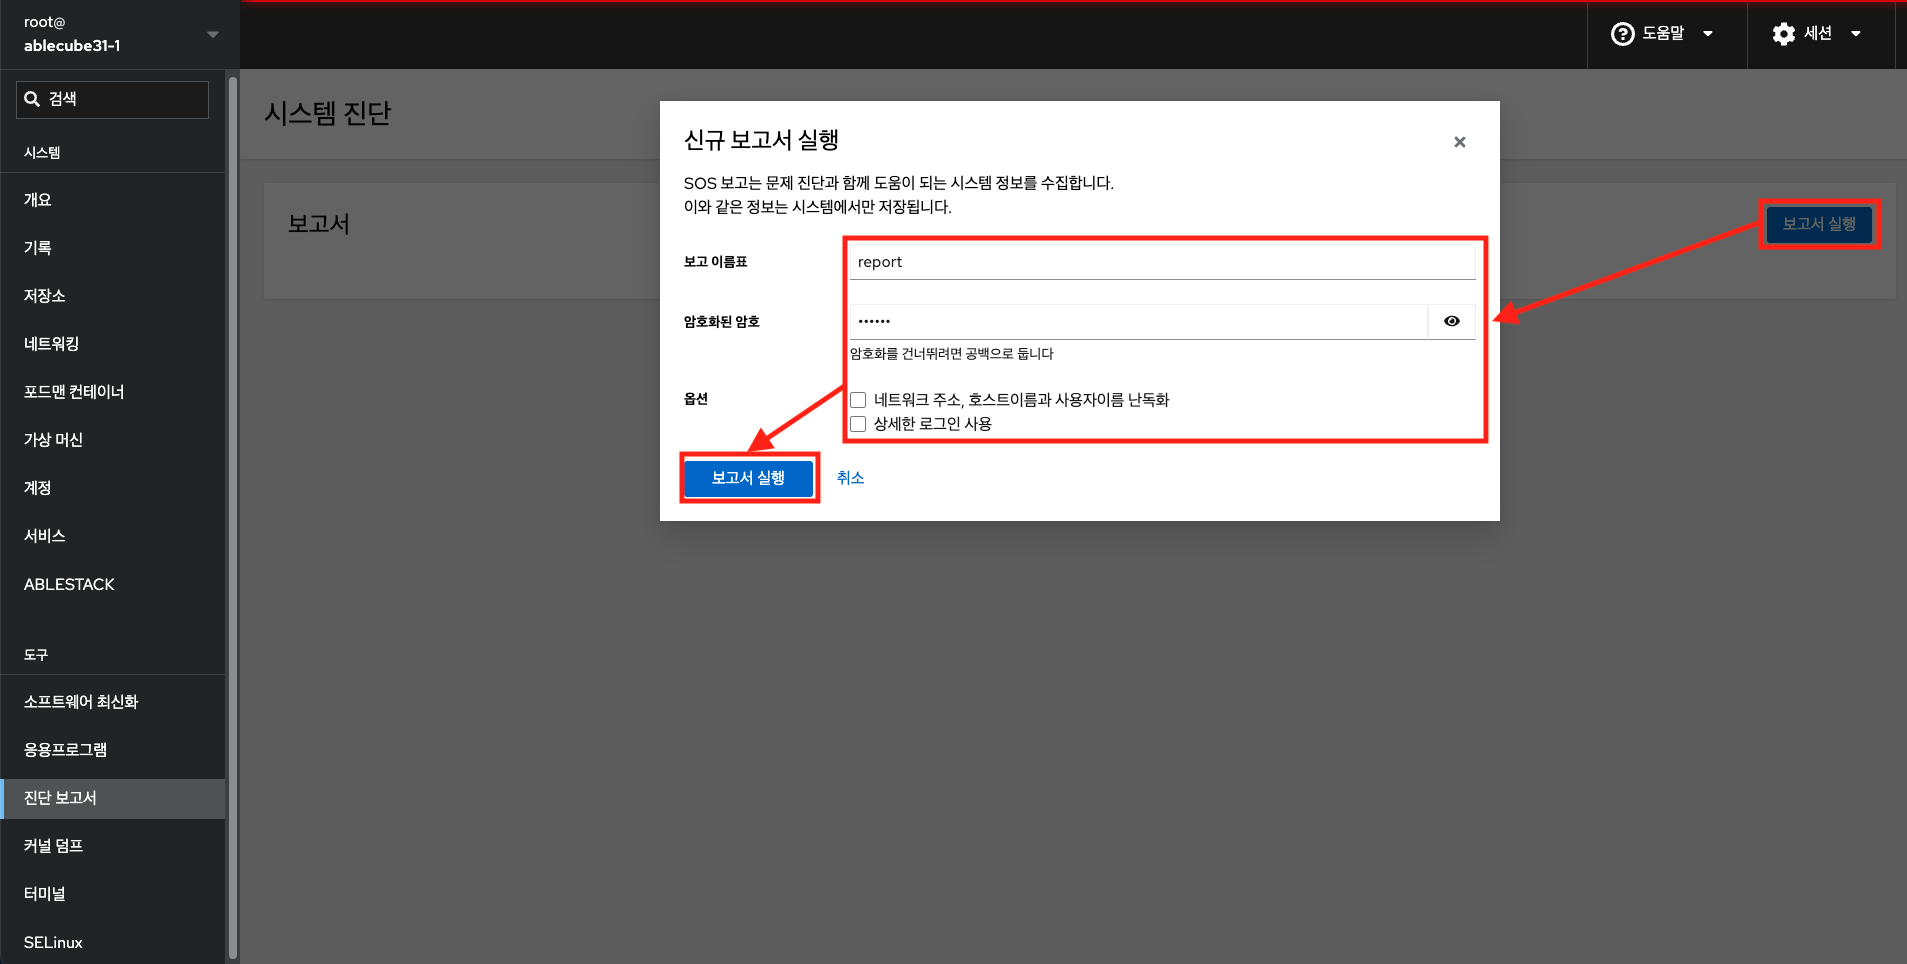 root@
ablecube31-1
도움말
세션
검색
시스템
개요
기록
저장소
네트워킹
포드맨 컨테이너
가상 머신
계정
서비스
ABLESTACK
도구
소프트웨어 최신화
응용프로그램
진단 보고서
커널 덤프
터미널
SELinux
시스템 진단
보고서
보고서 실행
신규 보고서 실행
SOS 보고는 문제 진단과 함께 도움이 되는 시스템 정보를 수집합니다.
이와 같은 정보는 시스템에서만 저장됩니다.
보고 이름표
report
암호화된 암호
••••••
암호화를 건너뛰려면 공백으로 둡니다
옵션
네트워크 주소, 호스트이름과 사용자이름 난독화
상세한 로그인 사용
보고서 실행
취소